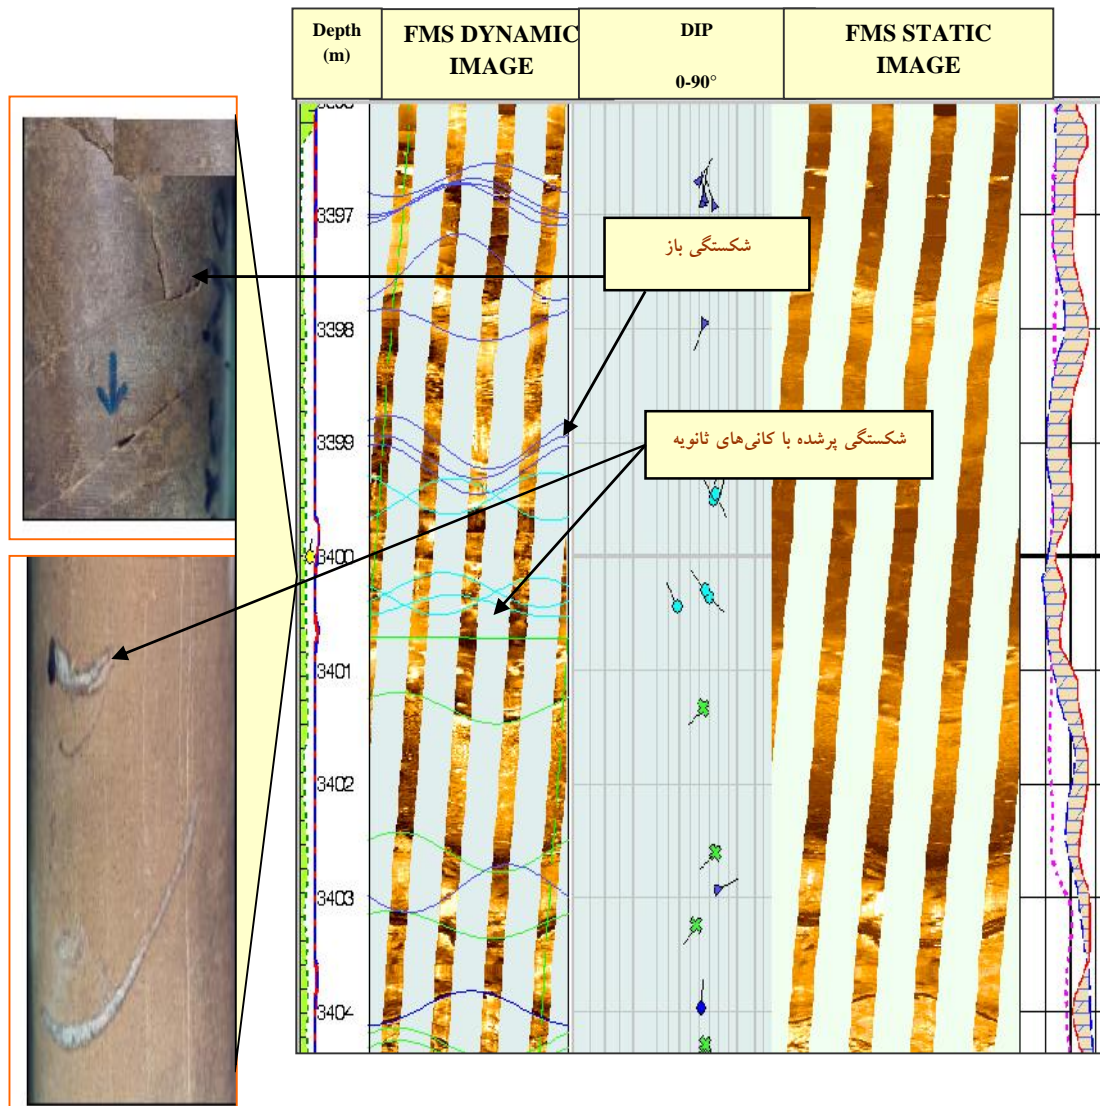 Depth
(m)
FMS DYNAMIC
IMAGE
DIP
0-90°
FMS STATIC
IMAGE
3397
شکستگی باز
3398
3399
شکستگی پرشده با کانی‌های ثانویه
3400
3401
3402
3403
3404